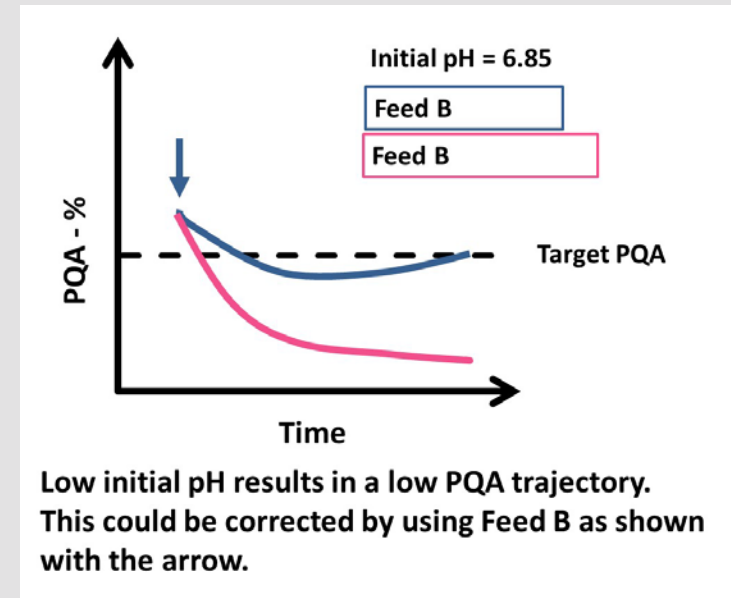 Initial pH = 6.85
Feed B
Feed B
PQA - %
Target PQA
Time
Low initial pH results in a low PQA trajectory.
This could be corrected by using Feed B as shown
with the arrow.